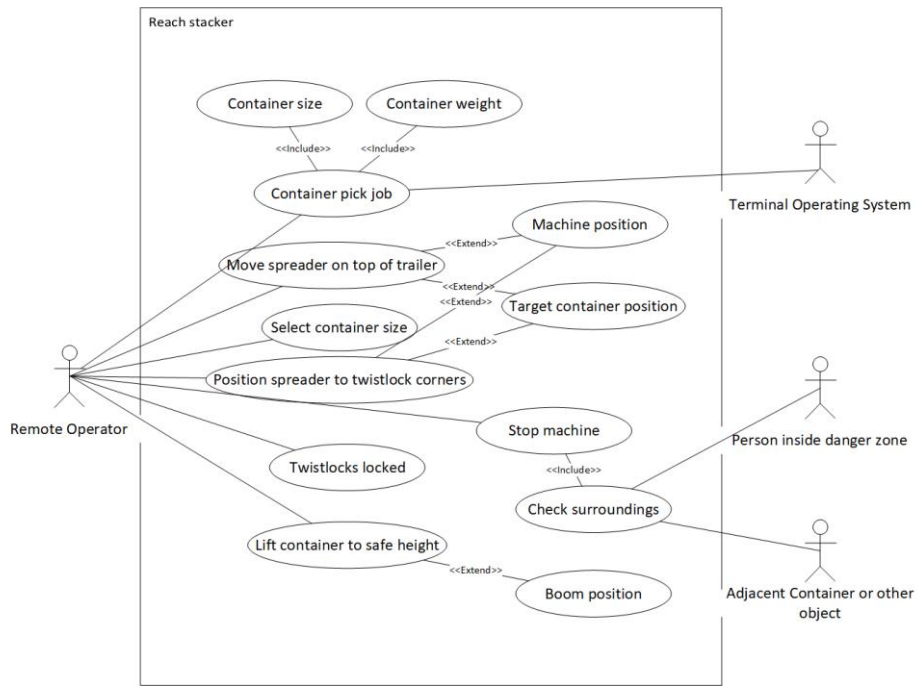 Reach stacker
Container size
Container weight
<<Include>>
<<Include>>
Container pick job
Terminal Operating System
Machine position
<<Extend>>
Move spreader on top of trailer
<<Extend>>
<<Extend>>
Target container position
Select container size
<<Extend>>
Position spreader to twistlock corners
Remote Operator
Stop machine
Person inside danger zone
Twistlocks locked
<<Include>>
Check surroundings
Lift container to safe height
<<Extend>>
Boom position
Adjacent Container or other
object